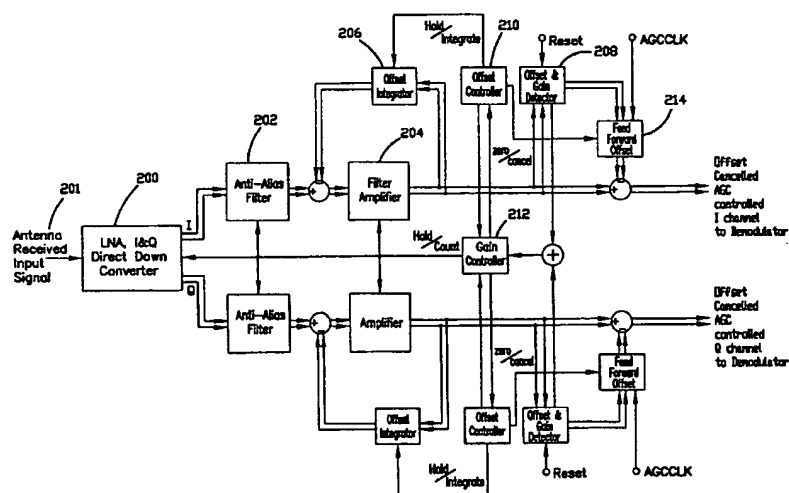 206
Hold/Integrate
210
Reset
208
AGCCLK
Offset
Integrator
Offset
Controller
Offset &
Gain
Detector
214
202
204
Feed
Forward
Offset
zero/cancel
201
200
Anti-Alias
Filter
Filter
Amplifier
Offset
Cancelled
AGC
controlled
I channel
to Demodulator
212
Antenna
Received
Input
Signal
LNA, I&Q
Direct Down
Converter
I
Q
Hold/Count
Gain
Controller
Anti-Alias
Filter
Amplifier
Offset
Cancelled
AGC
controlled
Q channel
to Demodulator
zero/cancel
Feed
Forward
Offset
Offset
Integrator
Offset
Controller
Offset &
Gain
Detector
Hold/Integrate
Reset
AGCCLK